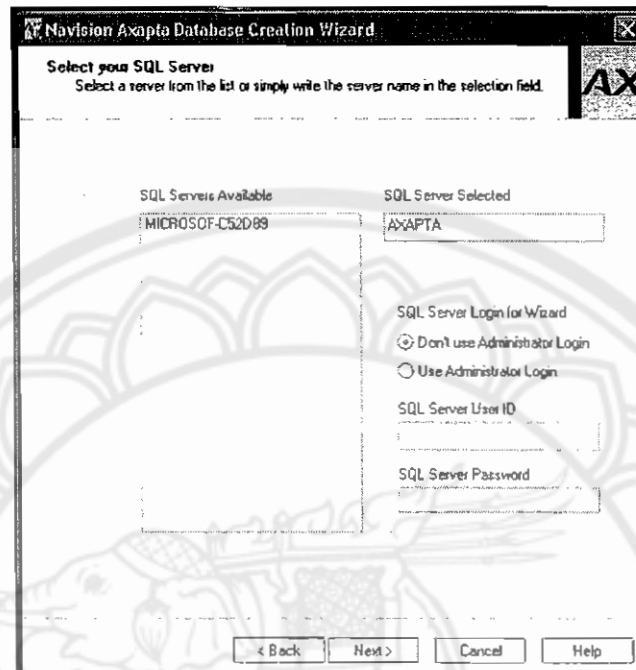 Navision Axapta Database Creation Wizard
Select your SQL Server
Select a server from the list or simply write the server name in the selection field.
AX
SQL Servers Available
MICROSOF-C52D89
SQL Server Selected
AXAPTA
SQL Server Login for Wizard
Don't use Administrator Login
Use Administrator Login
SQL Server User ID
SQL Server Password
< Back
Next >
Cancel
Help